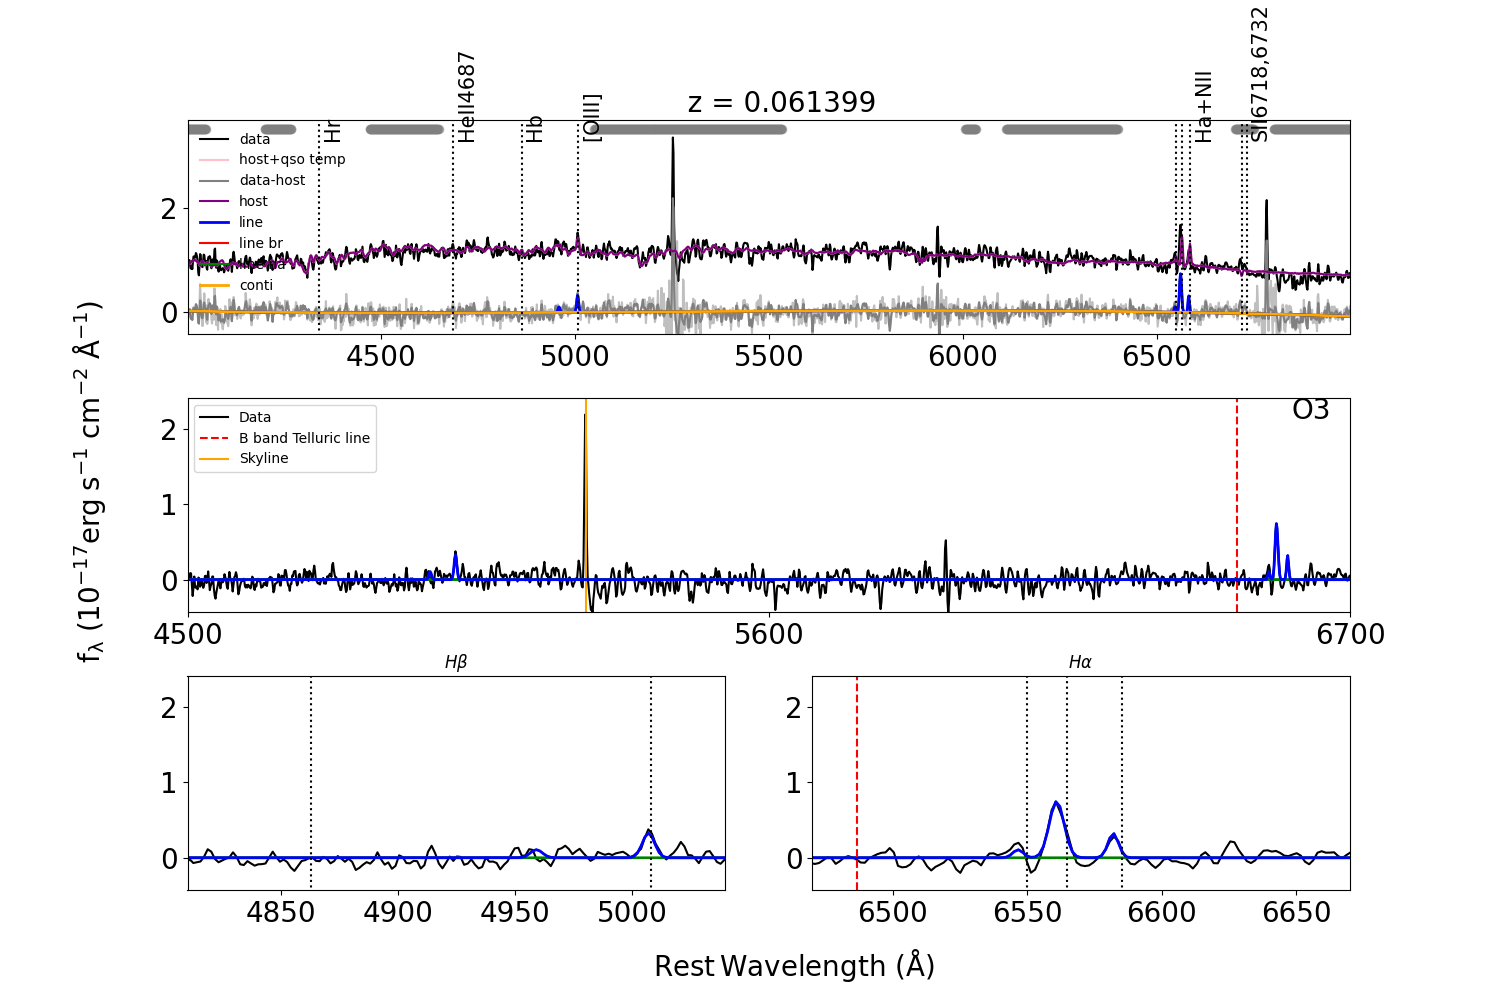 z = 0.061399
Hr
HeII4687
Hb
[OIII]
Ha+NII
SII6718,6732
data
host+qso temp
data-host
host
line
line br
conti
2
0
4500 5000 5500 6000 6500
O3
Data
B band Telluric line
Skyline
2
1
0
4500 5600 6700
Hβ
2
1
0
4850 4900 4950 5000
Hα
2
1
0
6500 6550 6600 6650
f_λ (10⁻¹⁷erg s⁻¹ cm⁻² Å⁻¹)
Rest Wavelength (Å)